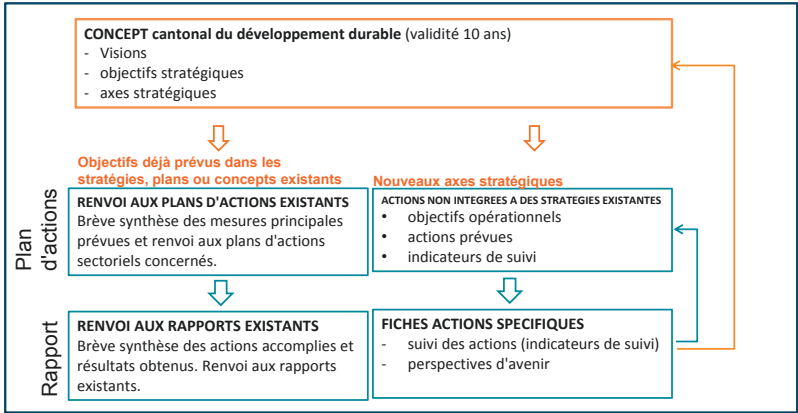 CONCEPT cantonal du développement durable (validité 10 ans)
- Visions
- objectifs stratégiques
- axes stratégiques
Objectifs déjà prévus dans les
stratégies, plans ou concepts existants
Nouveaux axes stratégiques
Plan
d'actions
RENVOI AUX PLANS D'ACTIONS EXISTANTS
Brève synthèse des mesures principales
prévues et renvoi aux plans d'actions
sectoriels concernés.
ACTIONS NON INTEGREES A DES STRATEGIES EXISTANTES
• objectifs opérationnels
• actions prévues
• indicateurs de suivi
Rapport
RENVOI AUX RAPPORTS EXISTANTS
Brève synthèse des actions accomplies et
résultats obtenus. Renvoi aux rapports
existants.
FICHES ACTIONS SPECIFIQUES
- suivi des actions (indicateurs de suivi)
- perspectives d'avenir